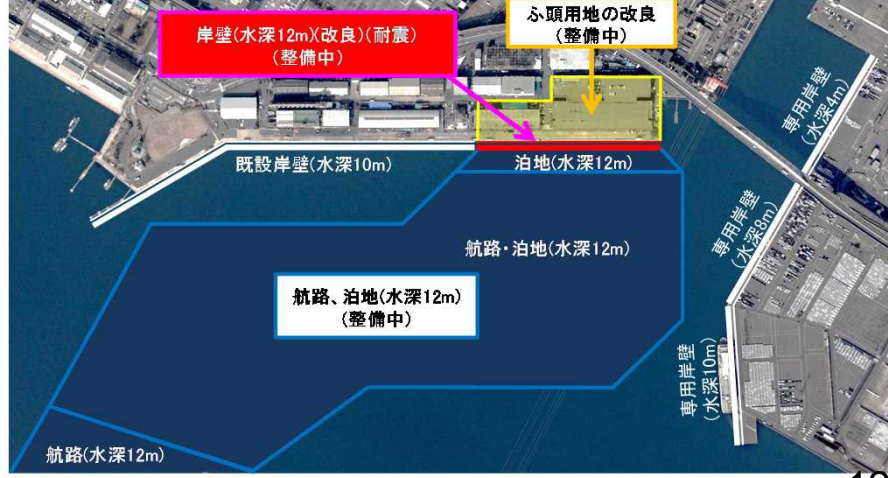 岸壁(水深12m)(改良)(耐震)
(整備中)
ふ頭用地の改良
(整備中)
専用岸壁
(水深4m)
既設岸壁(水深10m)
泊地(水深12m)
専用岸壁
(水深8m)
航路・泊地(水深12m)
航路、泊地(水深12m)
(整備中)
専用岸壁
(水深10m)
航路(水深12m)